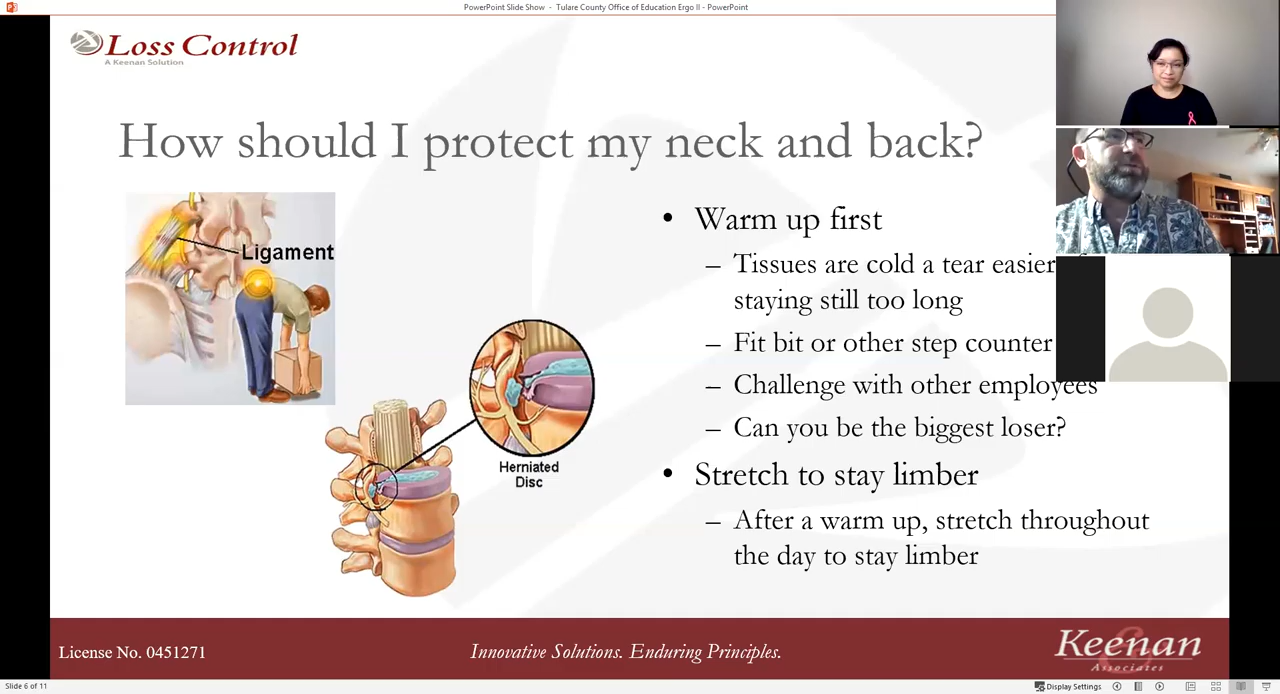 PowerPoint Slide Show - Tulare County Office of Education Ergo II - PowerPoint
Loss Control
A Keenan Solution
How should I protect my neck and back?
Ligament
Herniated
Disc
• Warm up first
– Tissues are cold a tear easier
staying still too long
– Fit bit or other step counter
– Challenge with other employees
– Can you be the biggest loser?
• Stretch to stay limber
– After a warm up, stretch throughout
the day to stay limber
License No. 0451271
Innovative Solutions. Enduring Principles.
Keenan
& Associates
Slide 6 of 11
Display Settings